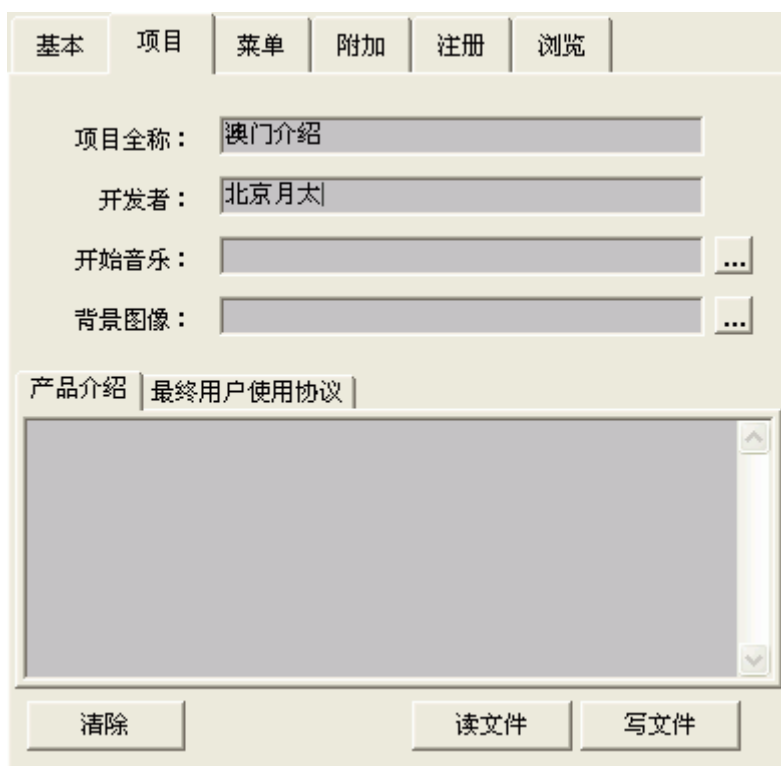 基本 项目 菜单 附加 注册 浏览
项目全称： 澳门介绍
开发者： 北京月太
开始音乐： ...
背景图像： ...
产品介绍 最终用户使用协议
清除 读文件 写文件